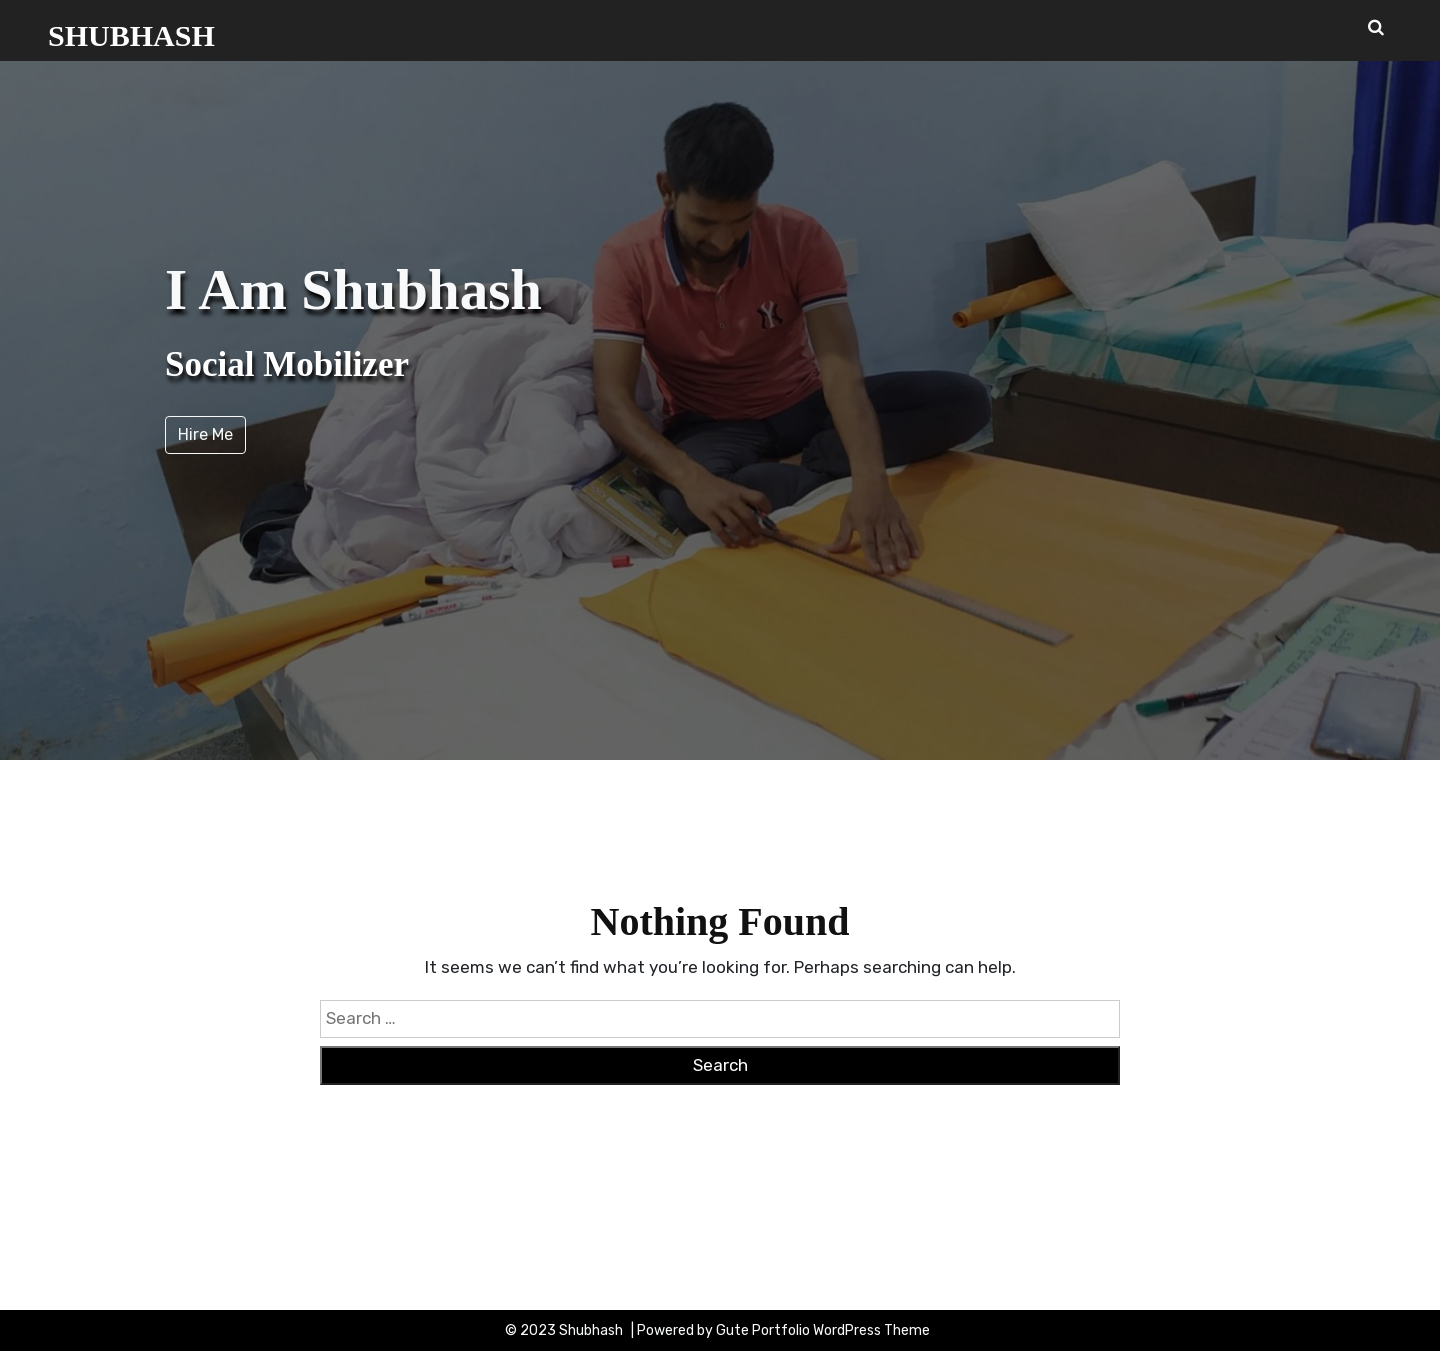 SHUBHASH
I Am Shubhash
Social Mobilizer
Hire Me
Nothing Found
It seems we can’t find what you’re looking for. Perhaps searching can help.
Search …
Search
© 2023 Shubhash | Powered by Gute Portfolio WordPress Theme